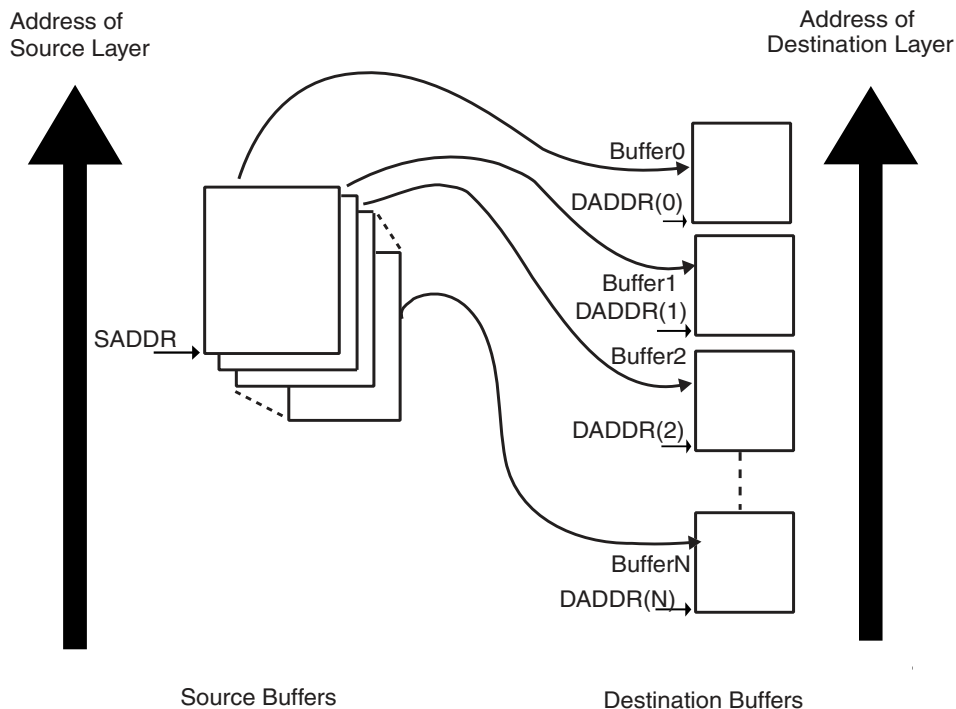 Address of
Source Layer
Address of
Destination Layer
Buffer0
DADDR(0)
Buffer1
DADDR(1)
SADDR
Buffer2
DADDR(2)
BufferN
DADDR(N)
Source Buffers
Destination Buffers